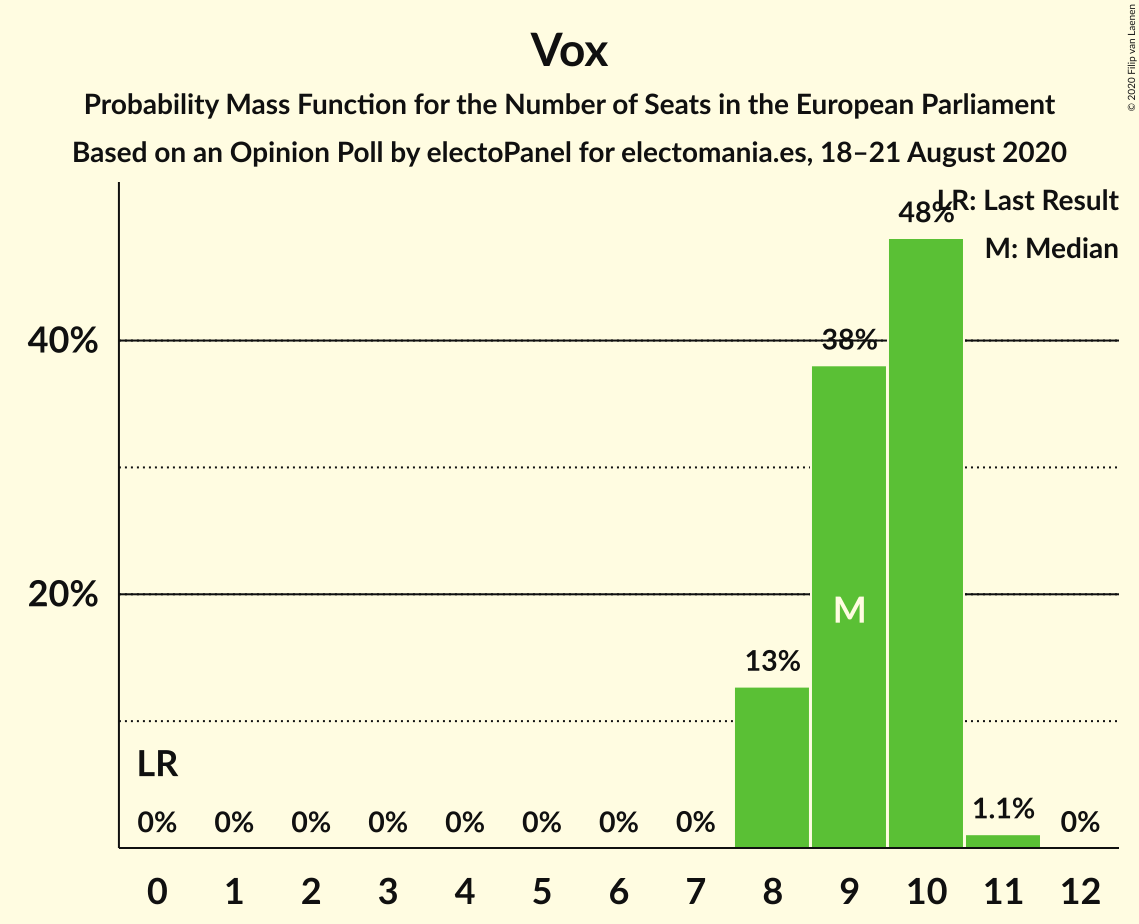 Vox
Probability Mass Function for the Number of Seats in the European Parliament
Based on an Opinion Poll by electoPanel for electomania.es, 18–21 August 2020
© 2020 Filip van Laenen
LR: Last Result
M: Median
48%
40%
38%
20%
M
13%
LR
0% 0% 0% 0% 0% 0% 0% 0% 1.1% 0%
0 1 2 3 4 5 6 7 8 9 10 11 12